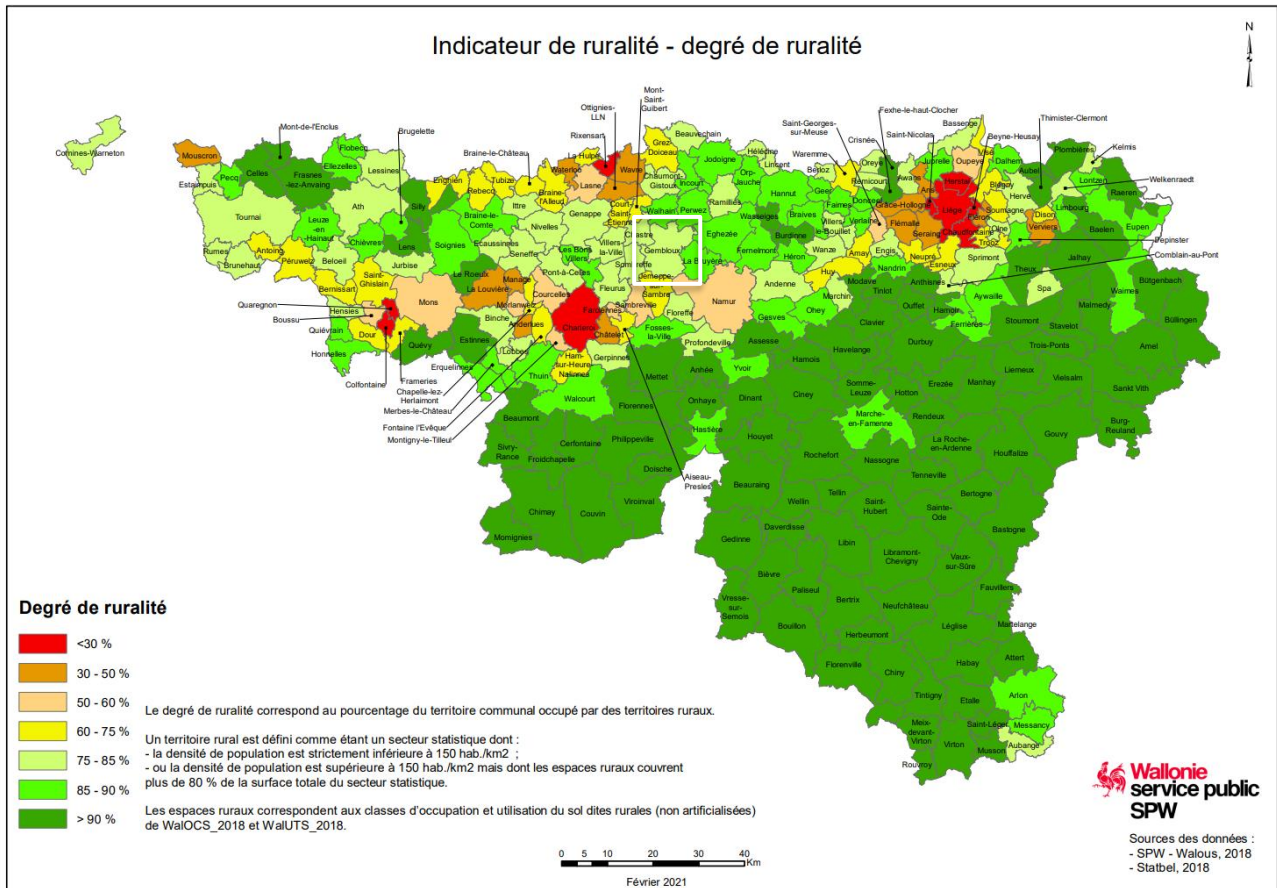 Indicateur de ruralité - degré de ruralité
N
Comines-Warneton
Mouscron
Mont-de-l'Enclus
Brugelette
Braine-le-Château
Rixensart
Ottignies-
LLN
Mont-
Saint-
Guibert
Saint-Georges-
sur-Meuse
Fexhe-le-haut-Clocher
Crisnée
Saint-Nicolas
Beyne-Heusay
Thimister-Clermont
Welkenraedt
Pepinster
Comblain-au-Pont
Estaimpuis
Pecq
Celles
Ellezelles
Flobecq
Frasnes
-lez-Anvaing
Lessines
Enghien
Rebecq
Tubize
La Hulpe
Waterloo
Lasne
Wavre
Grez-
Doiceau
Beauvechain
Hélécine
Lincent
Jodoigne
Orp-
Jauche
Chaumont-
Gistoux
Incourt
Ramillies
Hannut
Berloz
Waremme
Geer
Oreye
Remicourt
Faimes
Donceel
Awans
Ans
Juprelle
Bassenge
Oupeye
Visé
Dalhem
Aubel
Plombières
Kelmis
Lontzen
Raeren
Eupen
Limbourg
Baelen
Dison
Verviers
Herve
Soumagne
Blégny
Herstal
Liège
Fléron
Chaudfontaine
Olne
Trooz
Grâce-Hollogne
Flémalle
Seraing
Neupré
Esneux
Sprimont
Theux
Jalhay
Spa
Tournai
Rumes
Brunehaut
Antoing
Péruwelz
Leuze
-en
-Hainaut
Ath
Chièvres
Beloeil
Bernissart
Silly
Lens
Jurbise
Saint-
Ghislain
Soignies
Braine-le-
Comte
Ecaussinnes
Ittre
Braine-
l'Alleud
Nivelles
Genappe
Court-
Saint-
Étienne
Walhain
Perwez
Chastre
Villers
-la-Ville
Gembloux
Eghezée
La Bruyère
Wasseiges
Burdinne
Braives
Fernelmont
Héron
Villers-
le-Bouillet
Verlaine
Wanze
Amay
Engis
Huy
Marchin
Modave
Nandrin
Tinlot
Anthisnes
Ouffet
Hamoir
Ferrières
Aywaille
Stoumont
Stavelot
Malmedy
Waimes
Bütgenbach
Büllingen
Amel
Trois-Ponts
Lierneux
Vielsalm
Sankt Vith
Burg-
Reuland
Quaregnon
Boussu
Hensies
Quiévrain
Honnelles
Dour
Colfontaine
Frameries
Mons
Quévy
Le Roeulx
La Louvière
Manage
Seneffe
Morlanwelz
Binche
Estinnes
Erquelinnes
Lobbes
Anderlues
Chapelle-lez-
Herlaimont
Merbes-le-Château
Fontaine l'Evêque
Montigny-le-Tilleul
Courcelles
Pont-à-Celles
Les Bons
Villers
Fleurus
Sombreffe
Charleroi
Farciennes
Châtelet
Sambreville
Jemeppe-
sur-
Sambre
Floreffe
Namur
Andenne
Gesves
Ohey
Assesse
Profondeville
Fosses-
la-Ville
Aiseau-
Presles
Gerpinnes
Ham-
sur-Heure-
Nalinnes
Thuin
Walcourt
Mettet
Anhée
Yvoir
Beaumont
Sivry-
Rance
Froidchapelle
Cerfontaine
Philippeville
Florennes
Onhaye
Hastière
Dinant
Doische
Viroinval
Couvin
Chimay
Momignies
Ciney
Hamois
Havelange
Clavier
Durbuy
Somme-
Leuze
Hotton
Erezée
Manhay
Rendeux
Marche-
en-Famenne
La Roche-
en-Ardenne
Houffalize
Gouvy
Houyet
Rochefort
Nassogne
Tenneville
Bertogne
Beauraing
Wellin
Tellin
Saint-
Hubert
Sainte-
Ode
Bastogne
Gedinne
Daverdisse
Libin
Libramont-
Chevigny
Vaux-
sur-Sûre
Fauvillers
Bièvre
Paliseul
Bertrix
Neufchâteau
Martelange
Vresse-
sur-
Semois
Bouillon
Herbeumont
Léglise
Attert
Florenville
Chiny
Habay
Arlon
Tintigny
Etalle
Messancy
Meix-
devant-
Virton
Virton
Saint-Léger
Musson
Aubange
Rouvroy
Degré de ruralité
<30 %
30 - 50 %
50 - 60 %
60 - 75 %
75 - 85 %
85 - 90 %
> 90 %
Le degré de ruralité correspond au pourcentage du territoire communal occupé par des territoires ruraux.
Un territoire rural est défini comme étant un secteur statistique dont :
- la densité de population est strictement inférieure à 150 hab./km2 ;
- ou la densité de population est supérieure à 150 hab./km2 mais dont les espaces ruraux couvrent
plus de 80 % de la surface totale du secteur statistique.
Les espaces ruraux correspondent aux classes d'occupation et utilisation du sol dites rurales (non artificialisées)
de WalOCS_2018 et WalUTS_2018.
0 5 10 20 30 40
Km
Février 2021
Wallonie
service public
SPW
Sources des données :
- SPW - Walous, 2018
- Statbel, 2018